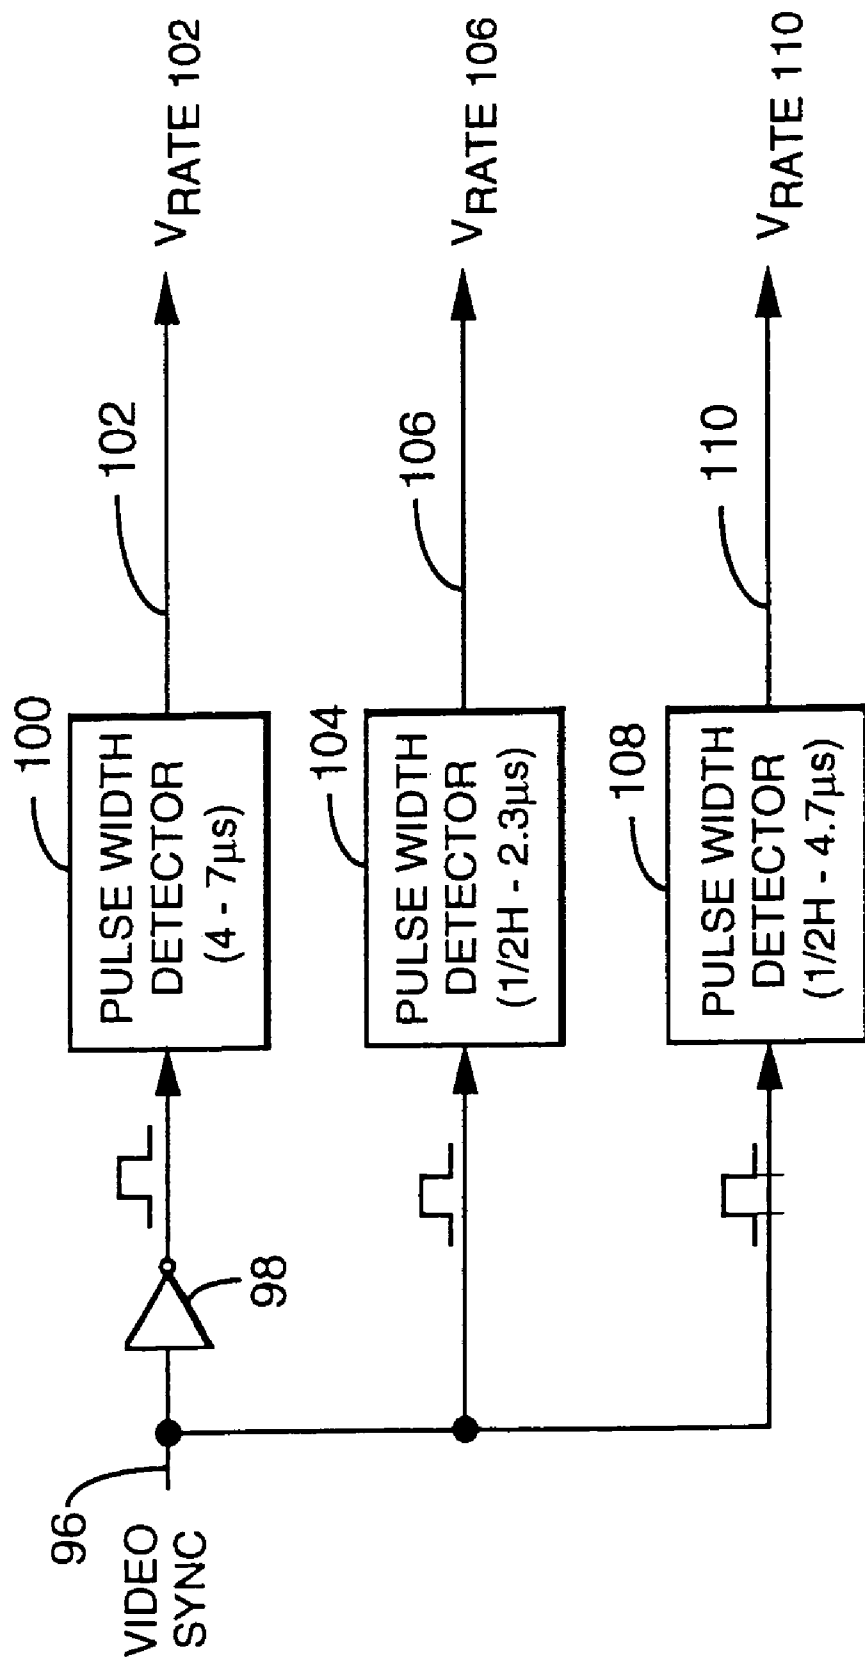 VIDEO
SYNC
96
98
100
PULSE WIDTH
DETECTOR
(4 - 7µs)
102
VRATE 102
104
PULSE WIDTH
DETECTOR
(1/2H - 2.3µs)
106
VRATE 106
108
PULSE WIDTH
DETECTOR
(1/2H - 4.7µs)
110
VRATE 110